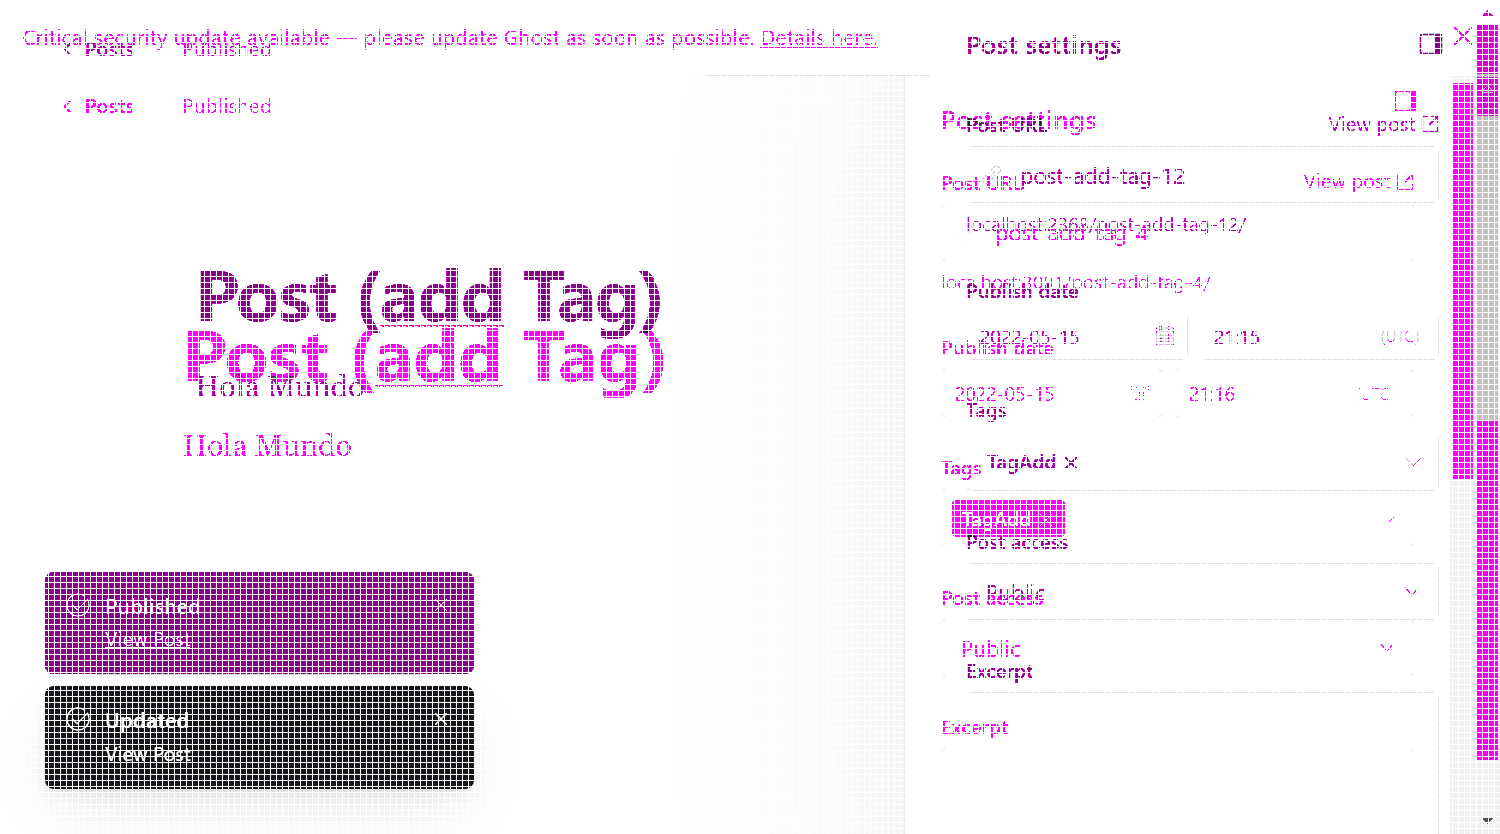 Critical security update available — please update Ghost as soon as possible. Details here.
Posts Published
Posts Published
Post (add Tag)
Post (add Tag)
Hola Mundo
Hola Mundo
Published
View Post
Updated
View Post
Post settings
Post settings
Post URL View post
post-add-tag-12
Post URL View post
localhost:2368/post-add-tag-12/
post-add-tag-4
localhost:3001/post-add-tag-4/
Publish date
2022-05-15 21:15 (UTC)
Publish date
2022-05-15 21:16 UTC
Tags
TagAdd ×
Tags
TagAdd ×
Post access
Public
Post access
Public
Excerpt
Excerpt